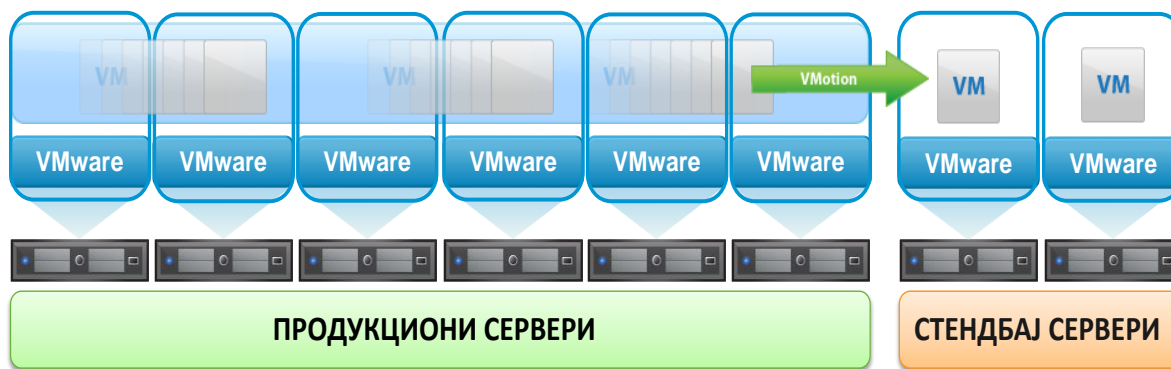 VM VM VM VMotion VM VM
VMware VMware VMware VMware VMware VMware VMware VMware
ПРОДУКЦИОНИ СЕРВЕРИ СТЕНДБАЈ СЕРВЕРИ